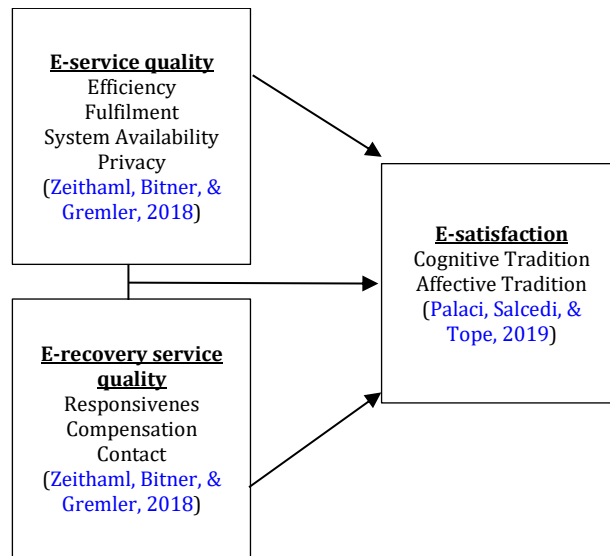 E-service quality
Efficiency
Fulfilment
System Availability
Privacy
(Zeithaml, Bitner, &
Gremler, 2018)
E-satisfaction
Cognitive Tradition
Affective Tradition
(Palaci, Salcedi, &
Tope, 2019)
E-recovery service
quality
Responsivenes
Compensation
Contact
(Zeithaml, Bitner, &
Gremler, 2018)